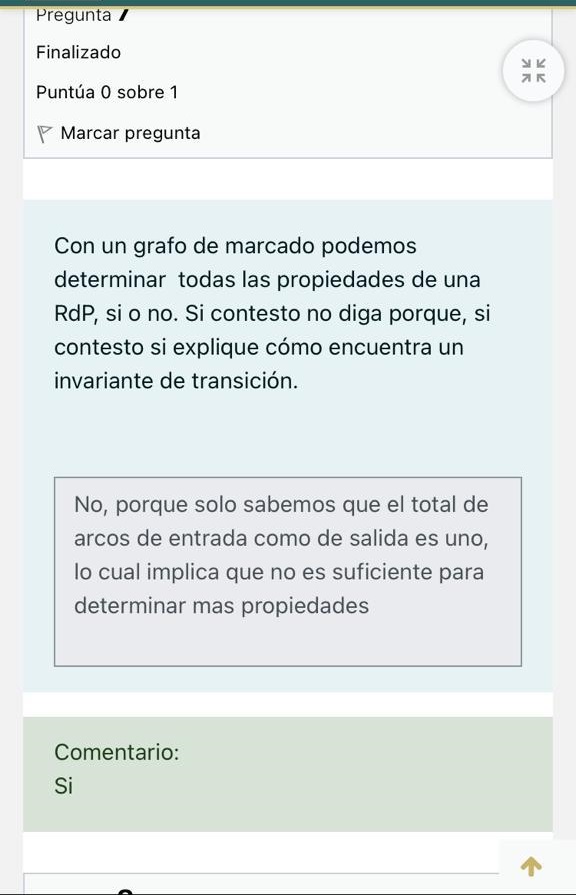 Pregunta 7
Finalizado
Puntúa 0 sobre 1
Marcar pregunta
Con un grafo de marcado podemos
determinar todas las propiedades de una
RdP, si o no. Si contesto no diga porque, si
contesto si explique cómo encuentra un
invariante de transición.
No, porque solo sabemos que el total de
arcos de entrada como de salida es uno,
lo cual implica que no es suficiente para
determinar mas propiedades
Comentario:
Si